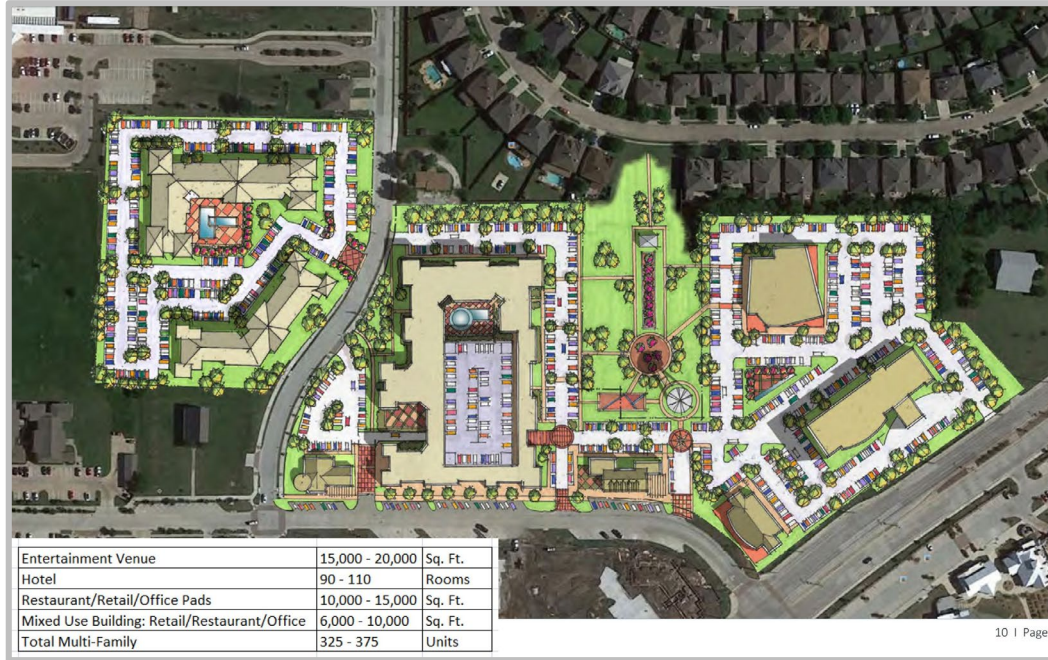 Entertainment Venue 15,000 - 20,000 Sq. Ft.
Hotel 90 - 110 Rooms
Restaurant/Retail/Office Pads 10,000 - 15,000 Sq. Ft.
Mixed Use Building: Retail/Restaurant/Office 6,000 - 10,000 Sq. Ft.
Total Multi-Family 325 - 375 Units
10 | Page